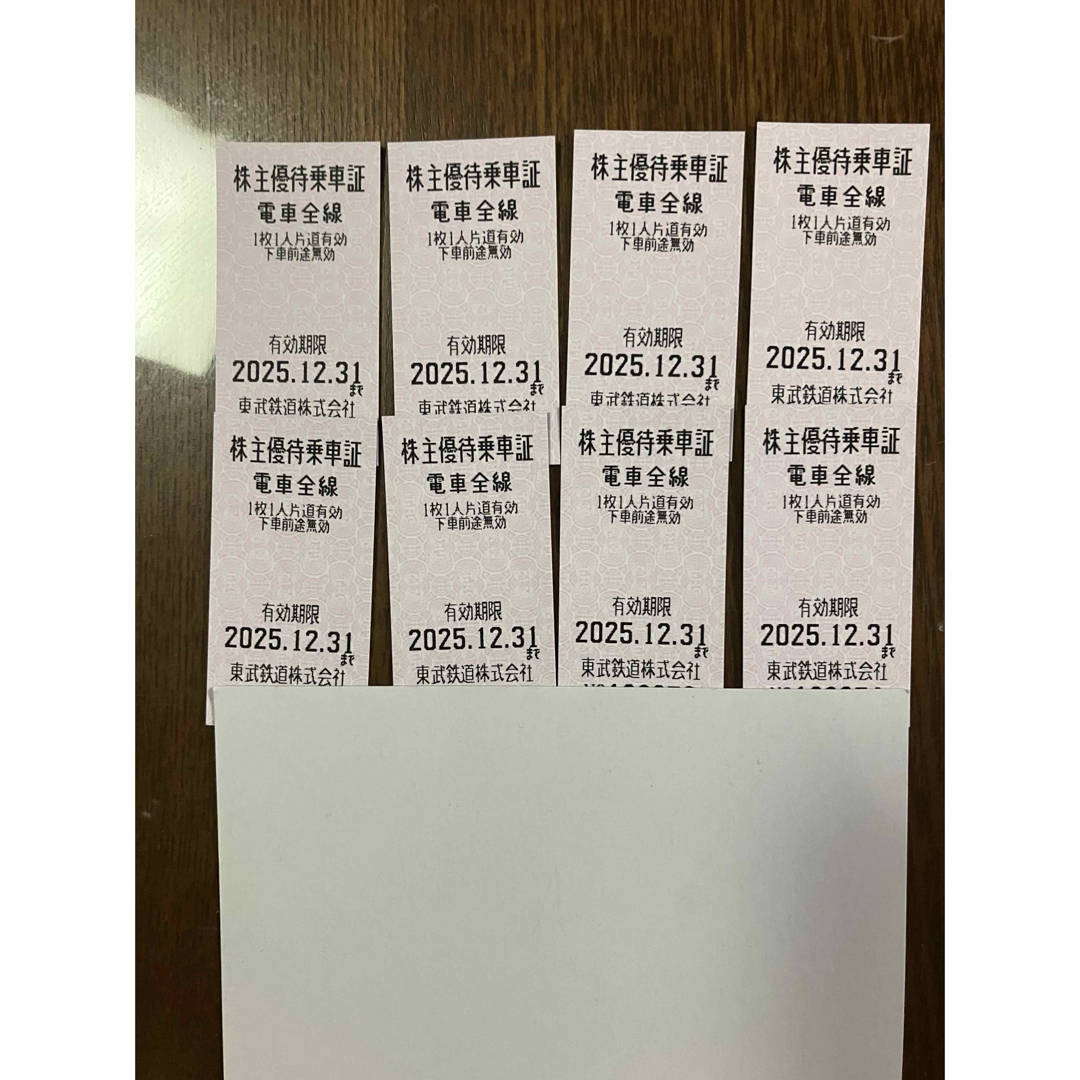 株主優待乗車証
電車全線
1枚1人片道有効
下車前途無効
有効期限
2025.12.31
まで
東武鉄道株式会社
株主優待乗車証
電車全線
1枚1人片道有効
下車前途無効
有効期限
2025.12.31
まで
東武鉄道株式会社
株主優待乗車証
電車全線
1枚1人片道有効
下車前途無効
有効期限
2025.12.31
まで
東武鉄道株式会社
株主優待乗車証
電車全線
1枚1人片道有効
下車前途無効
有効期限
2025.12.31
まで
東武鉄道株式会社
株主優待乗車証
電車全線
1枚1人片道有効
下車前途無効
有効期限
2025.12.31
まで
東武鉄道株式会社
株主優待乗車証
電車全線
1枚1人片道有効
下車前途無効
有効期限
2025.12.31
まで
東武鉄道株式会社
株主優待乗車証
電車全線
1枚1人片道有効
下車前途無効
有効期限
2025.12.31
まで
東武鉄道株式会社
株主優待乗車証
電車全線
1枚1人片道有効
下車前途無効
有効期限
2025.12.31
まで
東武鉄道株式会社